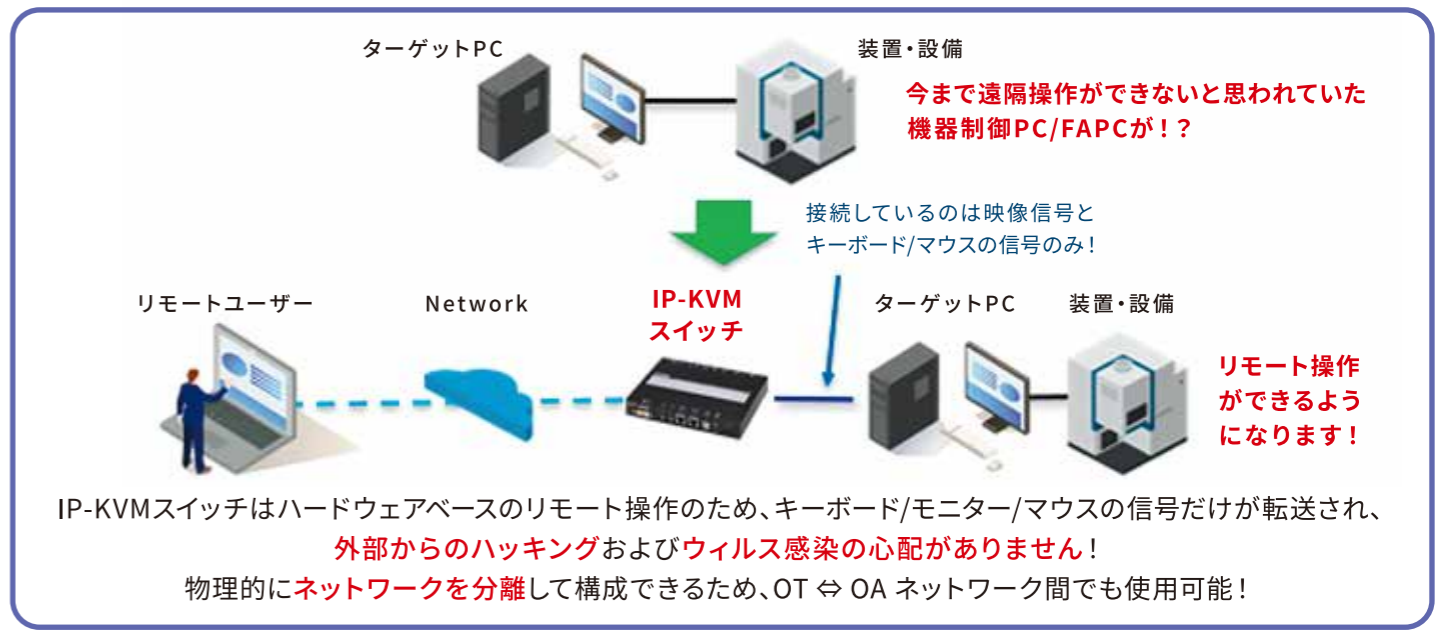 ターゲットPC
装置・設備
今まで遠隔操作ができないと思われていた
機器制御PC/FAPCが！？
接続しているのは映像信号と
キーボード/マウスの信号のみ！
リモートユーザー
Network
IP-KVM
スイッチ
ターゲットPC
装置・設備
リモート操作
ができるよう
になります！
IP-KVMスイッチはハードウェアベースのリモート操作のため、キーボード/モニター/マウスの信号だけが転送され、
外部からのハッキングおよびウィルス感染の心配がありません！
物理的にネットワークを分離して構成できるため、OT ⇔ OA ネットワーク間でも使用可能！